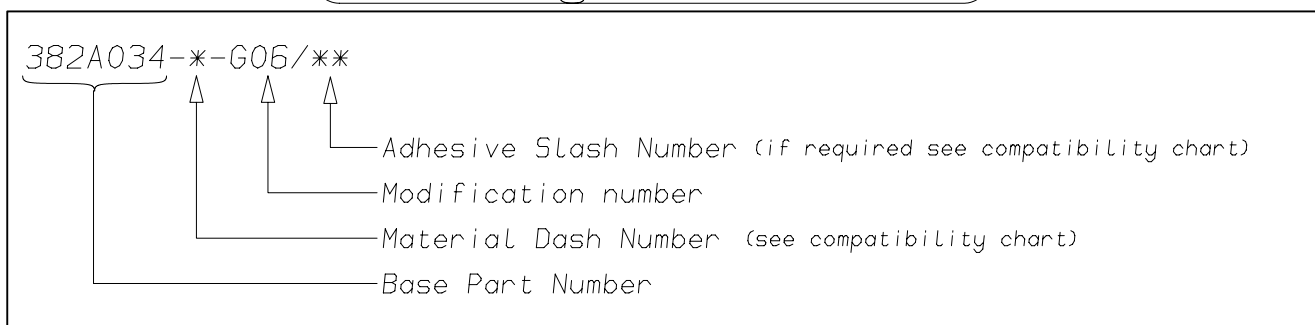 382A034-*-G06/**
Adhesive Slash Number (if required see compatibility chart)
Modification number
Material Dash Number (see compatibility chart)
Base Part Number